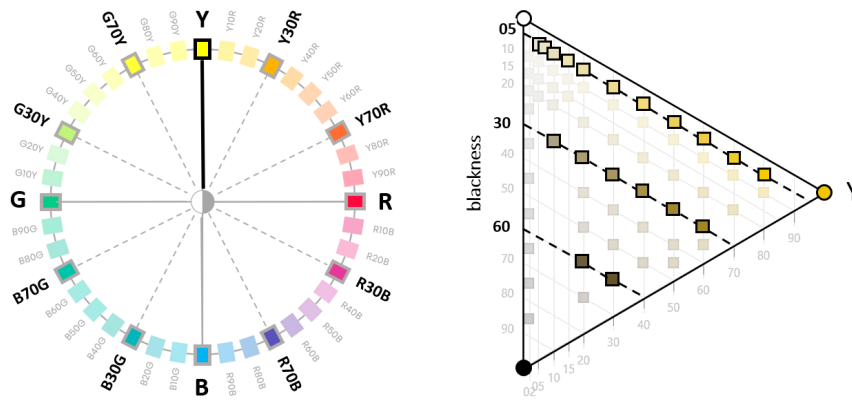 Y
Y10R
Y20R
Y30R
Y40R
Y50R
Y60R
Y70R
Y80R
Y90R
R
R10B
R20B
R30B
R40B
R50B
R60B
R70B
R80B
R90B
B
B10G
B20G
B30G
B40G
B50G
B60G
B70G
B80G
B90G
G
G10Y
G20Y
G30Y
G40Y
G50Y
G60Y
G70Y
G80Y
G90Y
blackness
05
10
15
20
30
40
50
60
70
80
90
Y
02
05
10
15
20
30
40
50
60
70
80
90